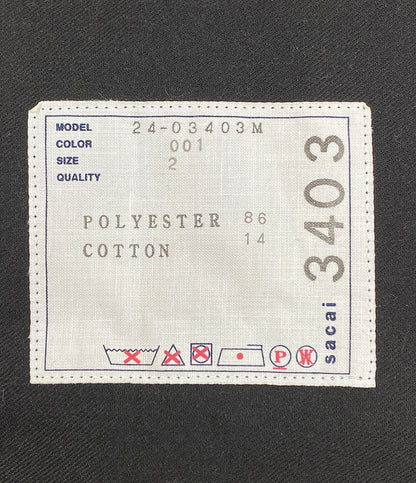 MODEL 24-03403M
COLOR 001
SIZE 2
QUALITY
POLYESTER 86
COTTON 14
P W
sacai 3403